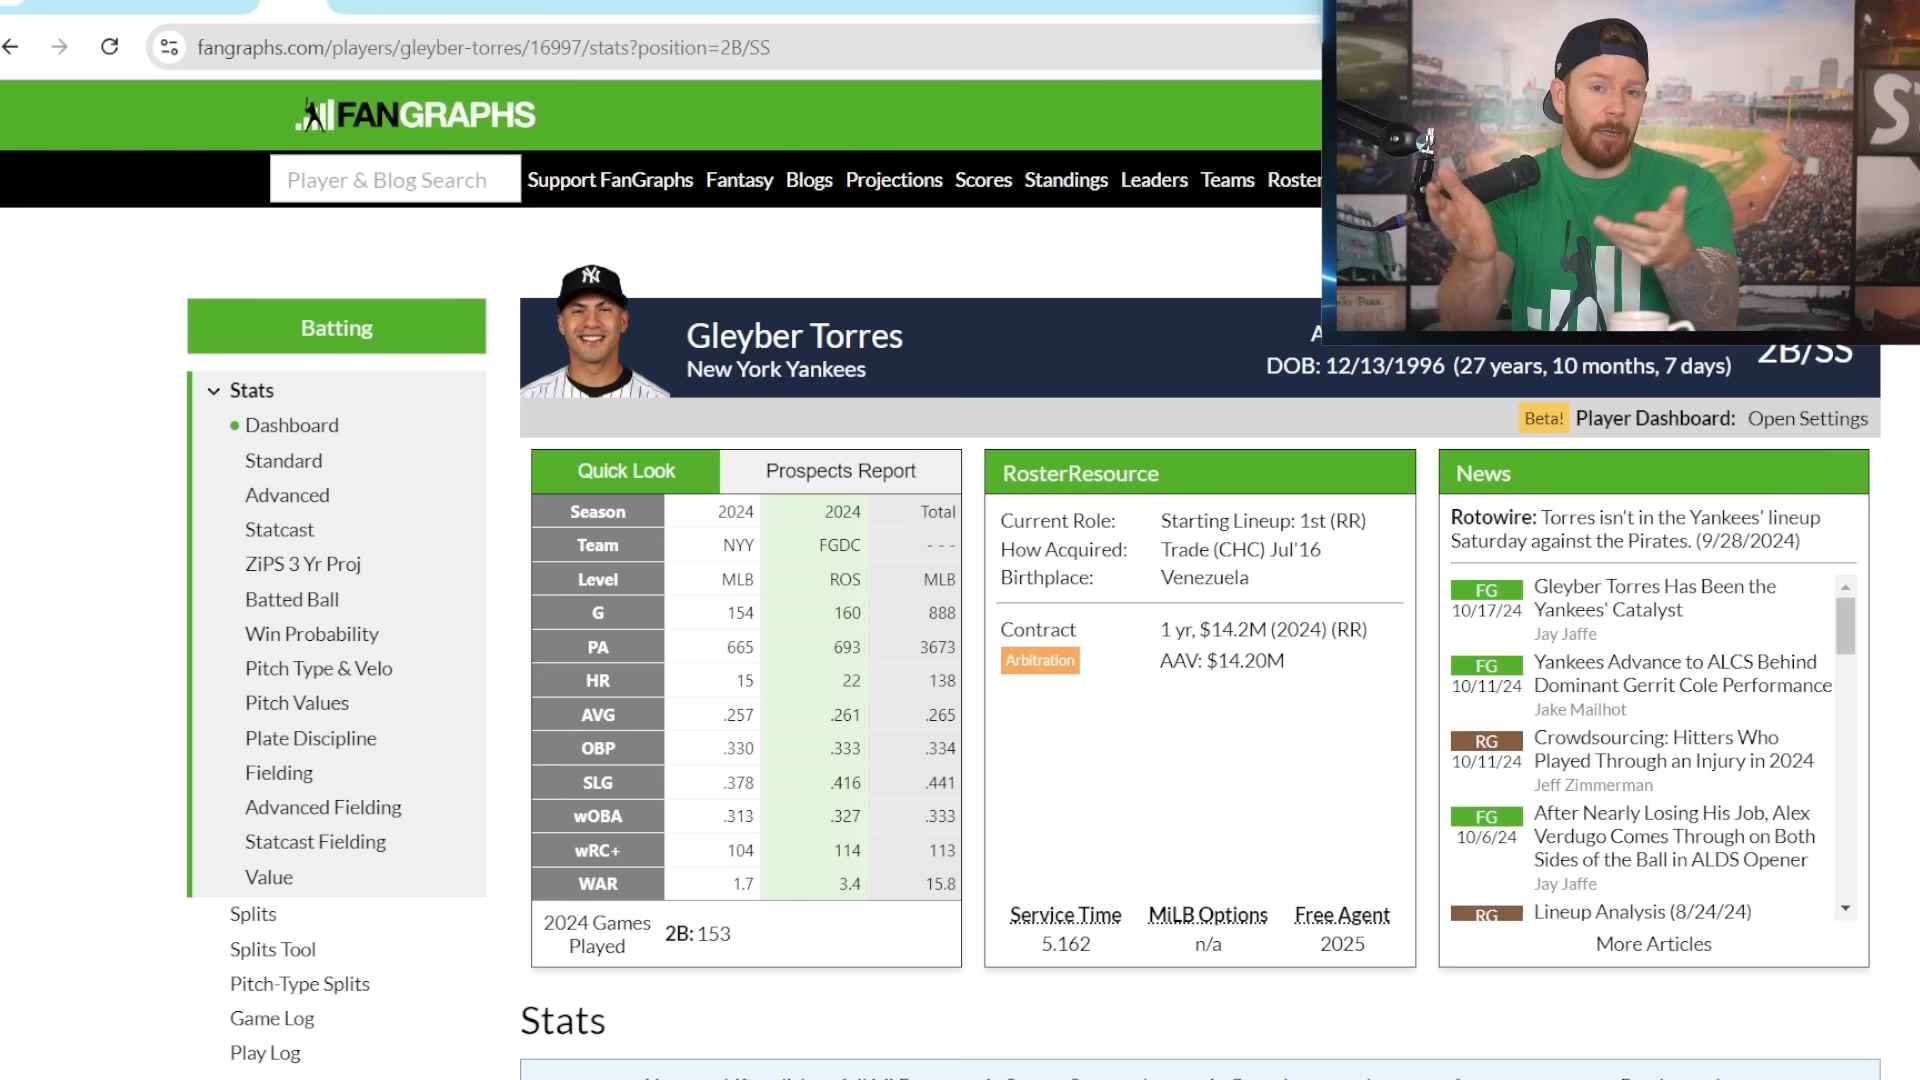 fangraphs.com/players/gleyber-torres/16997/stats?position=2B/SS
FANGRAPHS
Player & Blog Search
Support FanGraphs Fantasy Blogs Projections Scores Standings Leaders Teams Roster
Batting
Stats
Dashboard
Standard
Advanced
Statcast
ZiPS 3 Yr Proj
Batted Ball
Win Probability
Pitch Type & Velo
Pitch Values
Plate Discipline
Fielding
Advanced Fielding
Statcast Fielding
Value
Splits
Splits Tool
Pitch-Type Splits
Game Log
Play Log
NY
Gleyber Torres
New York Yankees
DOB: 12/13/1996 (27 years, 10 months, 7 days)
2B/SS
Beta! Player Dashboard: Open Settings
Quick Look Prospects Report
Season 2024 2024 Total
Team NYY FGDC - - -
Level MLB ROS MLB
G 154 160 888
PA 665 693 3673
HR 15 22 138
AVG .257 .261 .265
OBP .330 .333 .334
SLG .378 .416 .441
wOBA .313 .327 .333
wRC+ 104 114 113
WAR 1.7 3.4 15.8
2024 Games Played 2B: 153
RosterResource
Current Role: Starting Lineup: 1st (RR)
How Acquired: Trade (CHC) Jul'16
Birthplace: Venezuela
Contract 1 yr, $14.2M (2024) (RR)
Arbitration AAV: $14.20M
Service Time MiLB Options Free Agent
5.162 n/a 2025
News
Rotowire: Torres isn't in the Yankees' lineup
Saturday against the Pirates. (9/28/2024)
FG Gleyber Torres Has Been the
10/17/24 Yankees' Catalyst
Jay Jaffe
FG Yankees Advance to ALCS Behind
10/11/24 Dominant Gerrit Cole Performance
Jake Mailhot
RG Crowdsourcing: Hitters Who
10/11/24 Played Through an Injury in 2024
Jeff Zimmerman
FG After Nearly Losing His Job, Alex
10/6/24 Verdugo Comes Through on Both
Sides of the Ball in ALDS Opener
Jay Jaffe
RG Lineup Analysis (8/24/24)
More Articles
Stats